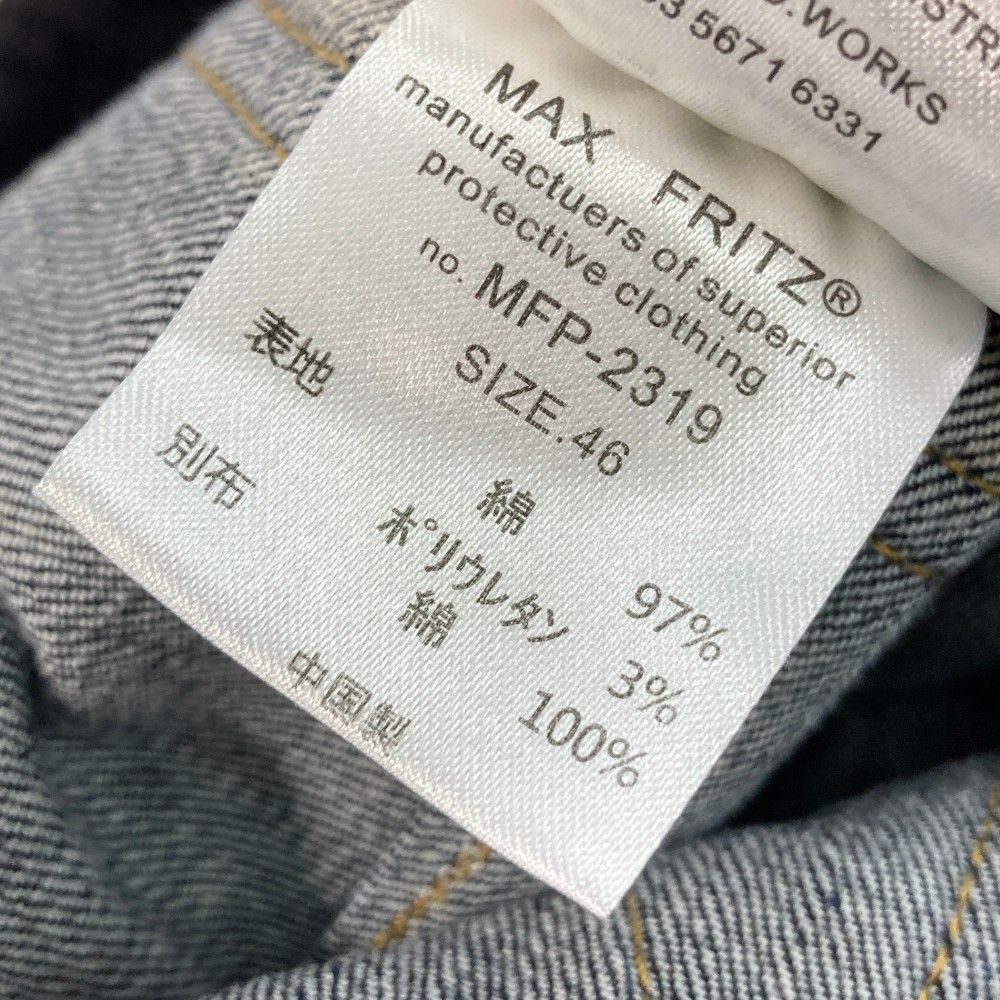 .WORKS
5671 6331
MAX FRITZ®
manufactuers of superior
protective clothing
no. MFP-2319
SIZE.46
表地 綿 97%
ポリウレタン 3%
別布 綿 100%
中国製